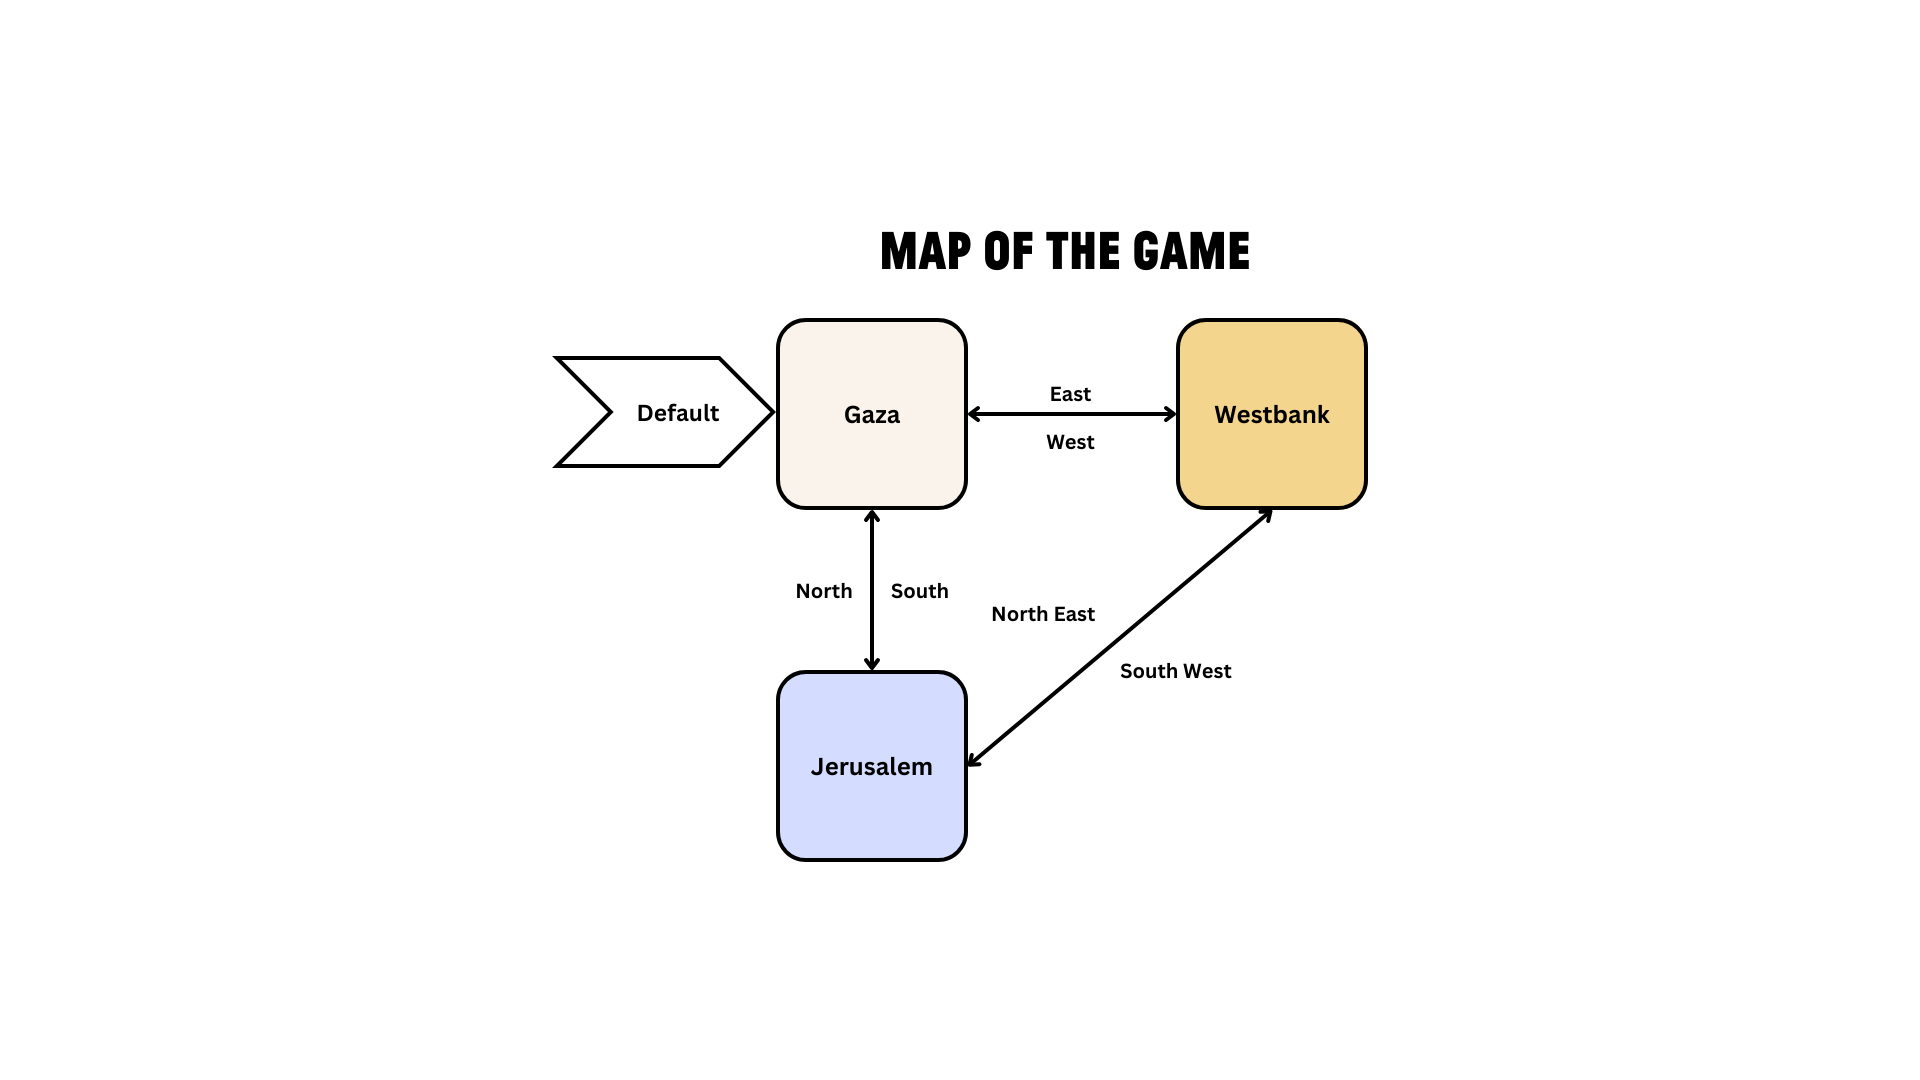 MAP OF THE GAME
Default
Gaza
East
West
Westbank
North
South
North East
South West
Jerusalem